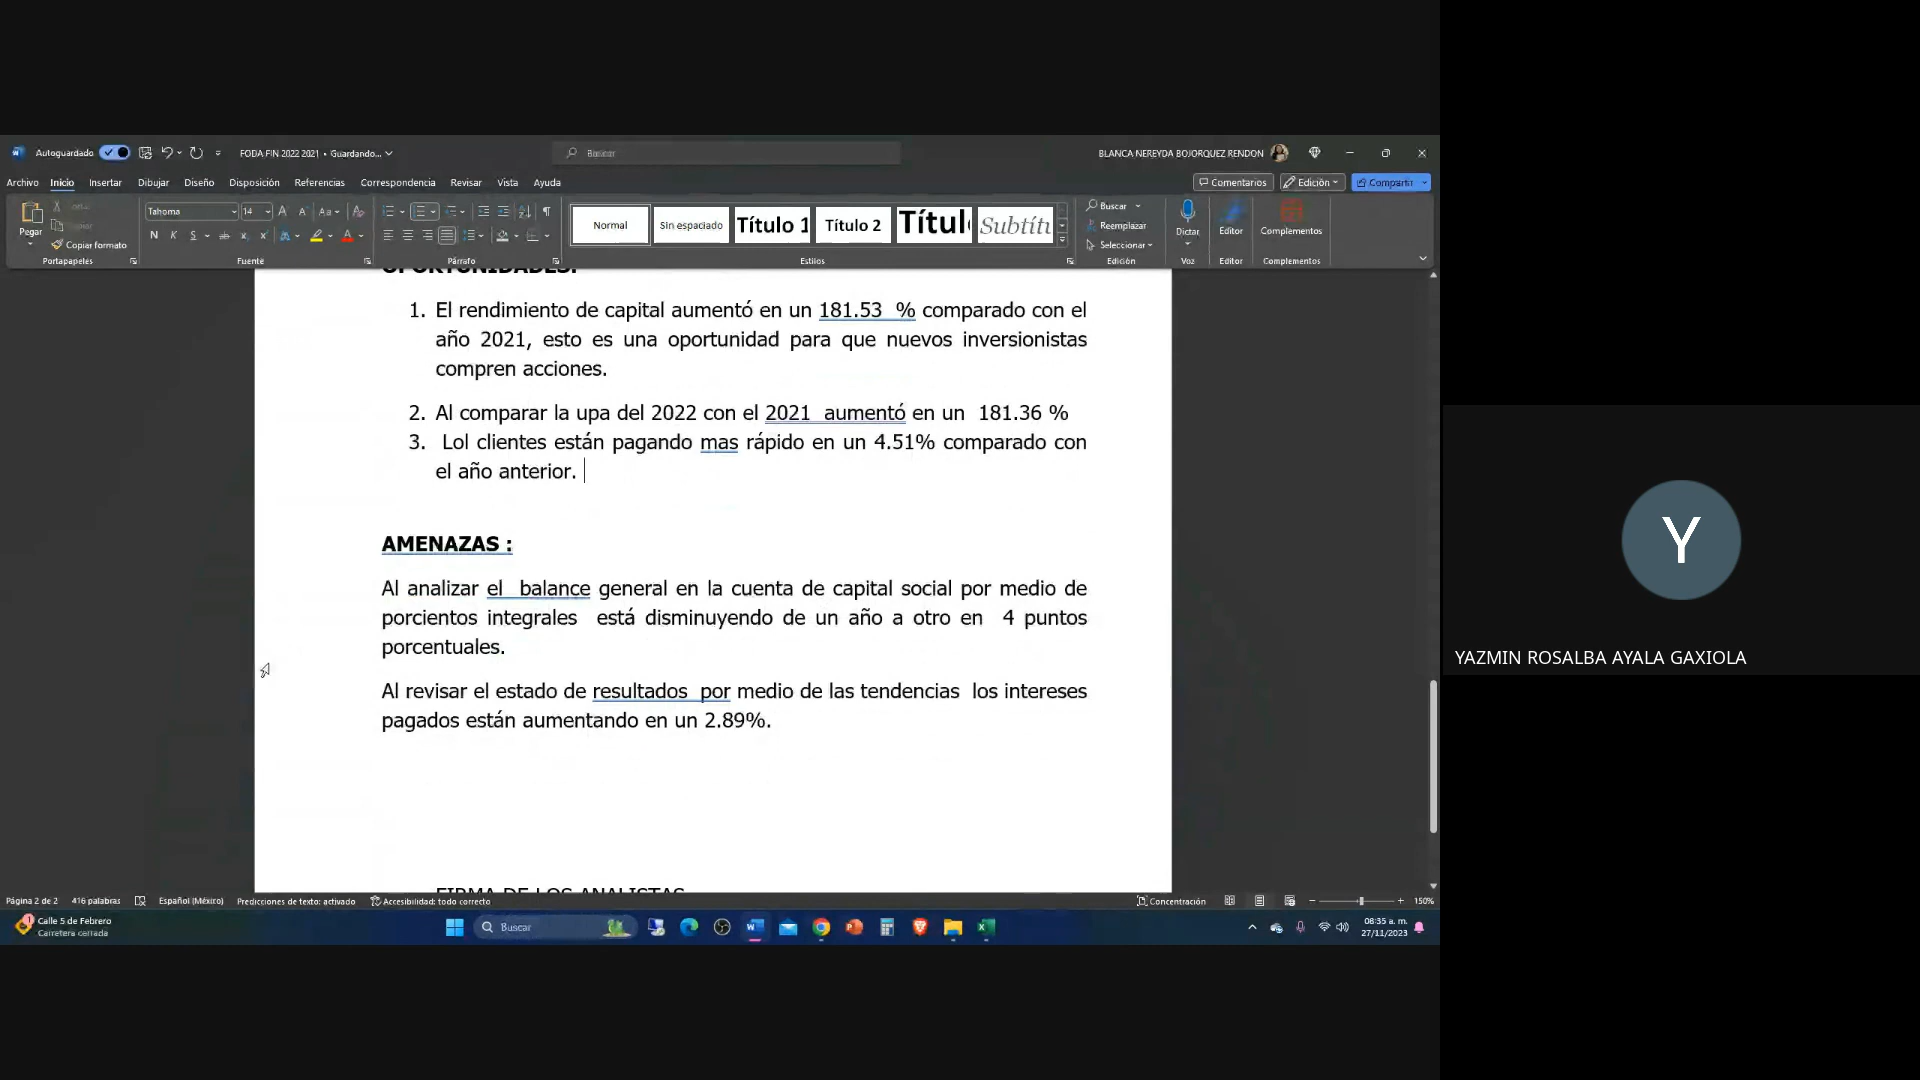 Autoguardado
FODA FIN 2022 2021 • Guardando...
Buscar
BLANCA NEREYDA BOJORQUEZ RENDON
Archivo Inicio Insertar Dibujar Diseño Disposición Referencias Correspondencia Revisar Vista Ayuda
Comentarios Edición Compartir
Pegar
Copiar formato
Portapapeles
Tahoma 14
Fuente
Párrafo
Normal Sin espaciado Título 1 Título 2 Títul Subtítu
Estilos
Buscar
Reemplazar
Seleccionar
Edición
Dictar
Voz
Editor
Editor
Complementos
Complementos
OPORTUNIDADES:
1. El rendimiento de capital aumentó en un 181.53 % comparado con el
año 2021, esto es una oportunidad para que nuevos inversionistas
compren acciones.
2. Al comparar la upa del 2022 con el 2021 aumentó en un 181.36 %
3. Lol clientes están pagando mas rápido en un 4.51% comparado con
el año anterior.
AMENAZAS :
Al analizar el balance general en la cuenta de capital social por medio de
porcientos integrales está disminuyendo de un año a otro en 4 puntos
porcentuales.
Al revisar el estado de resultados por medio de las tendencias los intereses
pagados están aumentando en un 2.89%.
FIRMA DE LOS ANALISTAS
Página 2 de 2 416 palabras Español (México) Predicciones de texto: activado Accesibilidad: todo correcto
Concentración 150%
Calle 5 de Febrero
Carretera cerrada
Buscar
08:35 a. m.
27/11/2023
Y
YAZMIN ROSALBA AYALA GAXIOLA